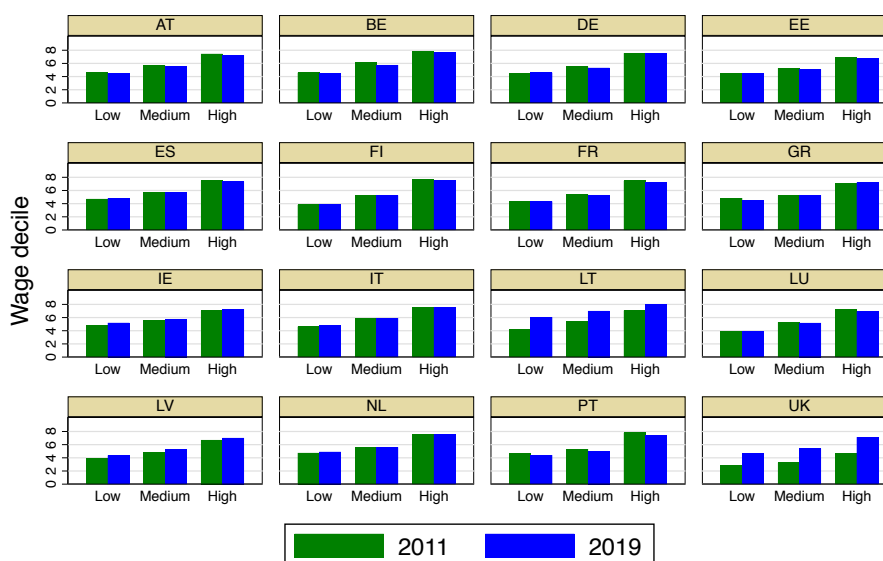 AT BE DE EE
0 2 4 6 8
Low Medium High Low Medium High Low Medium High Low Medium High
ES FI FR GR
0 2 4 6 8
Low Medium High Low Medium High Low Medium High Low Medium High
Wage decile
IE IT LT LU
0 2 4 6 8
Low Medium High Low Medium High Low Medium High Low Medium High
LV NL PT UK
0 2 4 6 8
Low Medium High Low Medium High Low Medium High Low Medium High
2011 2019